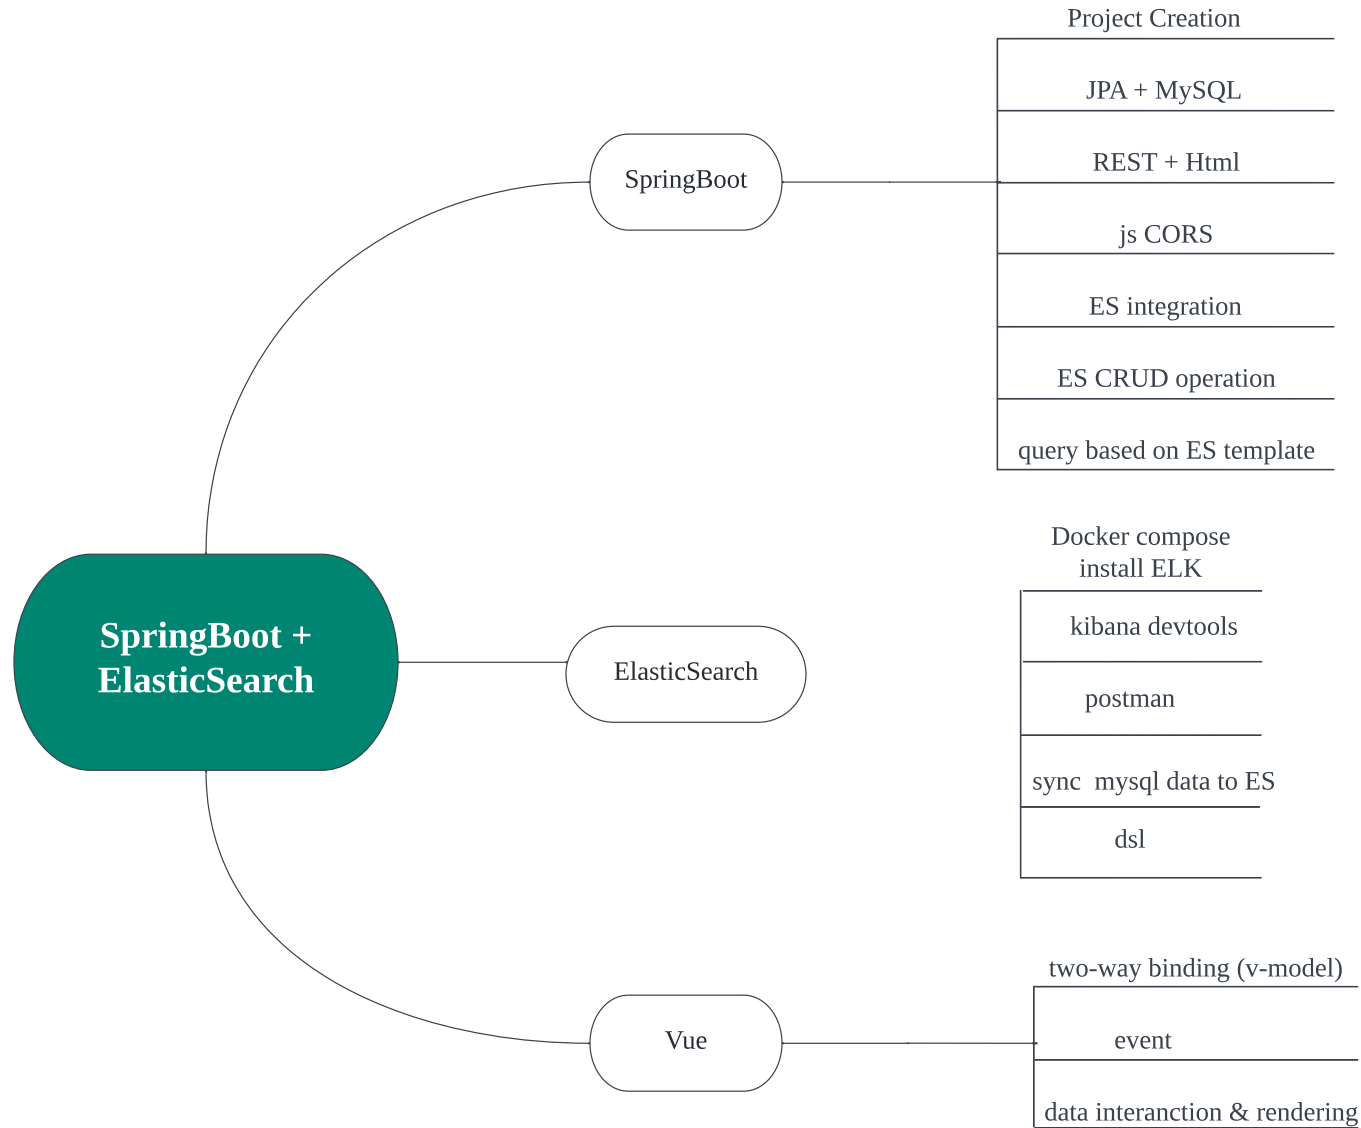 Project Creation
JPA + MySQL
REST + Html
SpringBoot
js CORS
ES integration
ES CRUD operation
query based on ES template
SpringBoot +
ElasticSearch
Docker compose
install ELK
kibana devtools
ElasticSearch
postman
sync  mysql data to ES
dsl
two-way binding (v-model)
Vue
event
data interanction & rendering